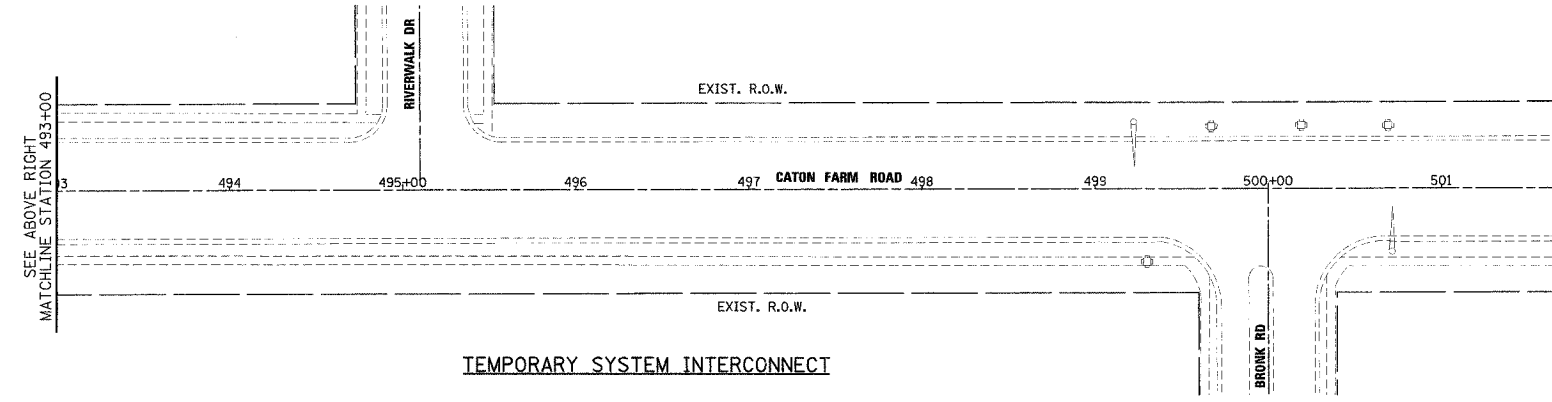 RIVERWALK DR
EXIST. R.O.W.
SEE ABOVE RIGHT
MATCHLINE STATION 493+00
3 494 495+00 496 497 CATON FARM ROAD 498 499 500+00 501
EXIST. R.O.W.
BRONK RD
TEMPORARY SYSTEM INTERCONNECT